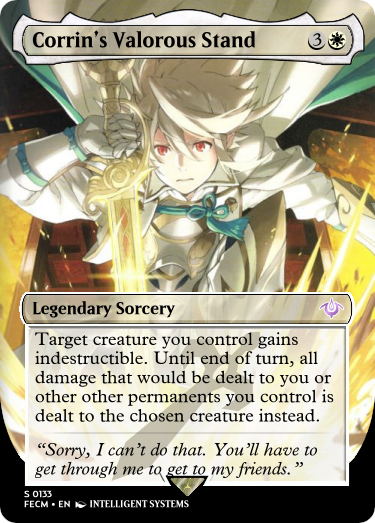 Corrin's Valorous Stand 3
Legendary Sorcery
Target creature you control gains
indestructible. Until end of turn, all
damage that would be dealt to you or
other other permanents you control is
dealt to the chosen creature instead.
“Sorry, I can't do that. You'll have to
get through me to get to my friends.”
S 0133
FECM • EN INTELLIGENT SYSTEMS